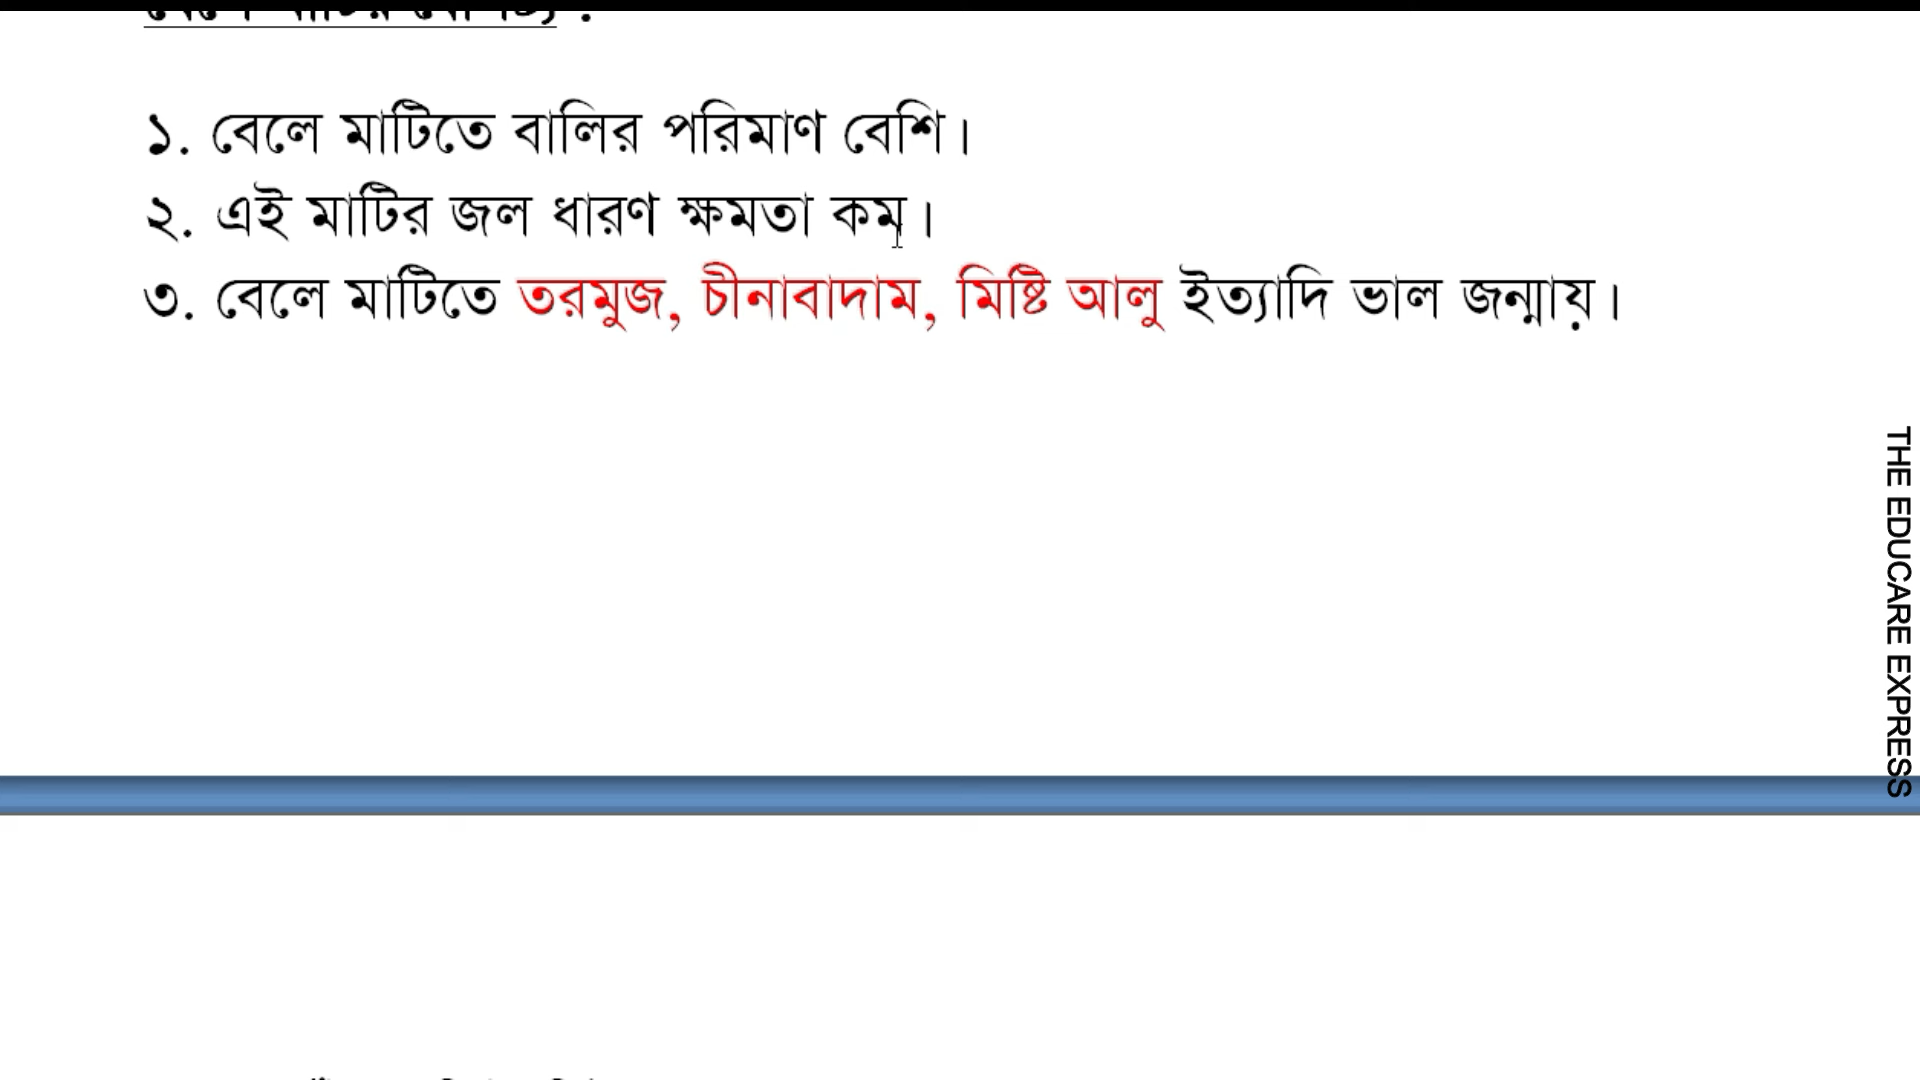 ১. বেলে মাটিতে বালির পরিমাণ বেশি।
২. এই মাটির জল ধারণ ক্ষমতা কম।
৩. বেলে মাটিতে তরমুজ, চীনাবাদাম, মিষ্টি আলু ইত্যাদি ভাল জন্মায়।
THE EDUCARE EXPRESS